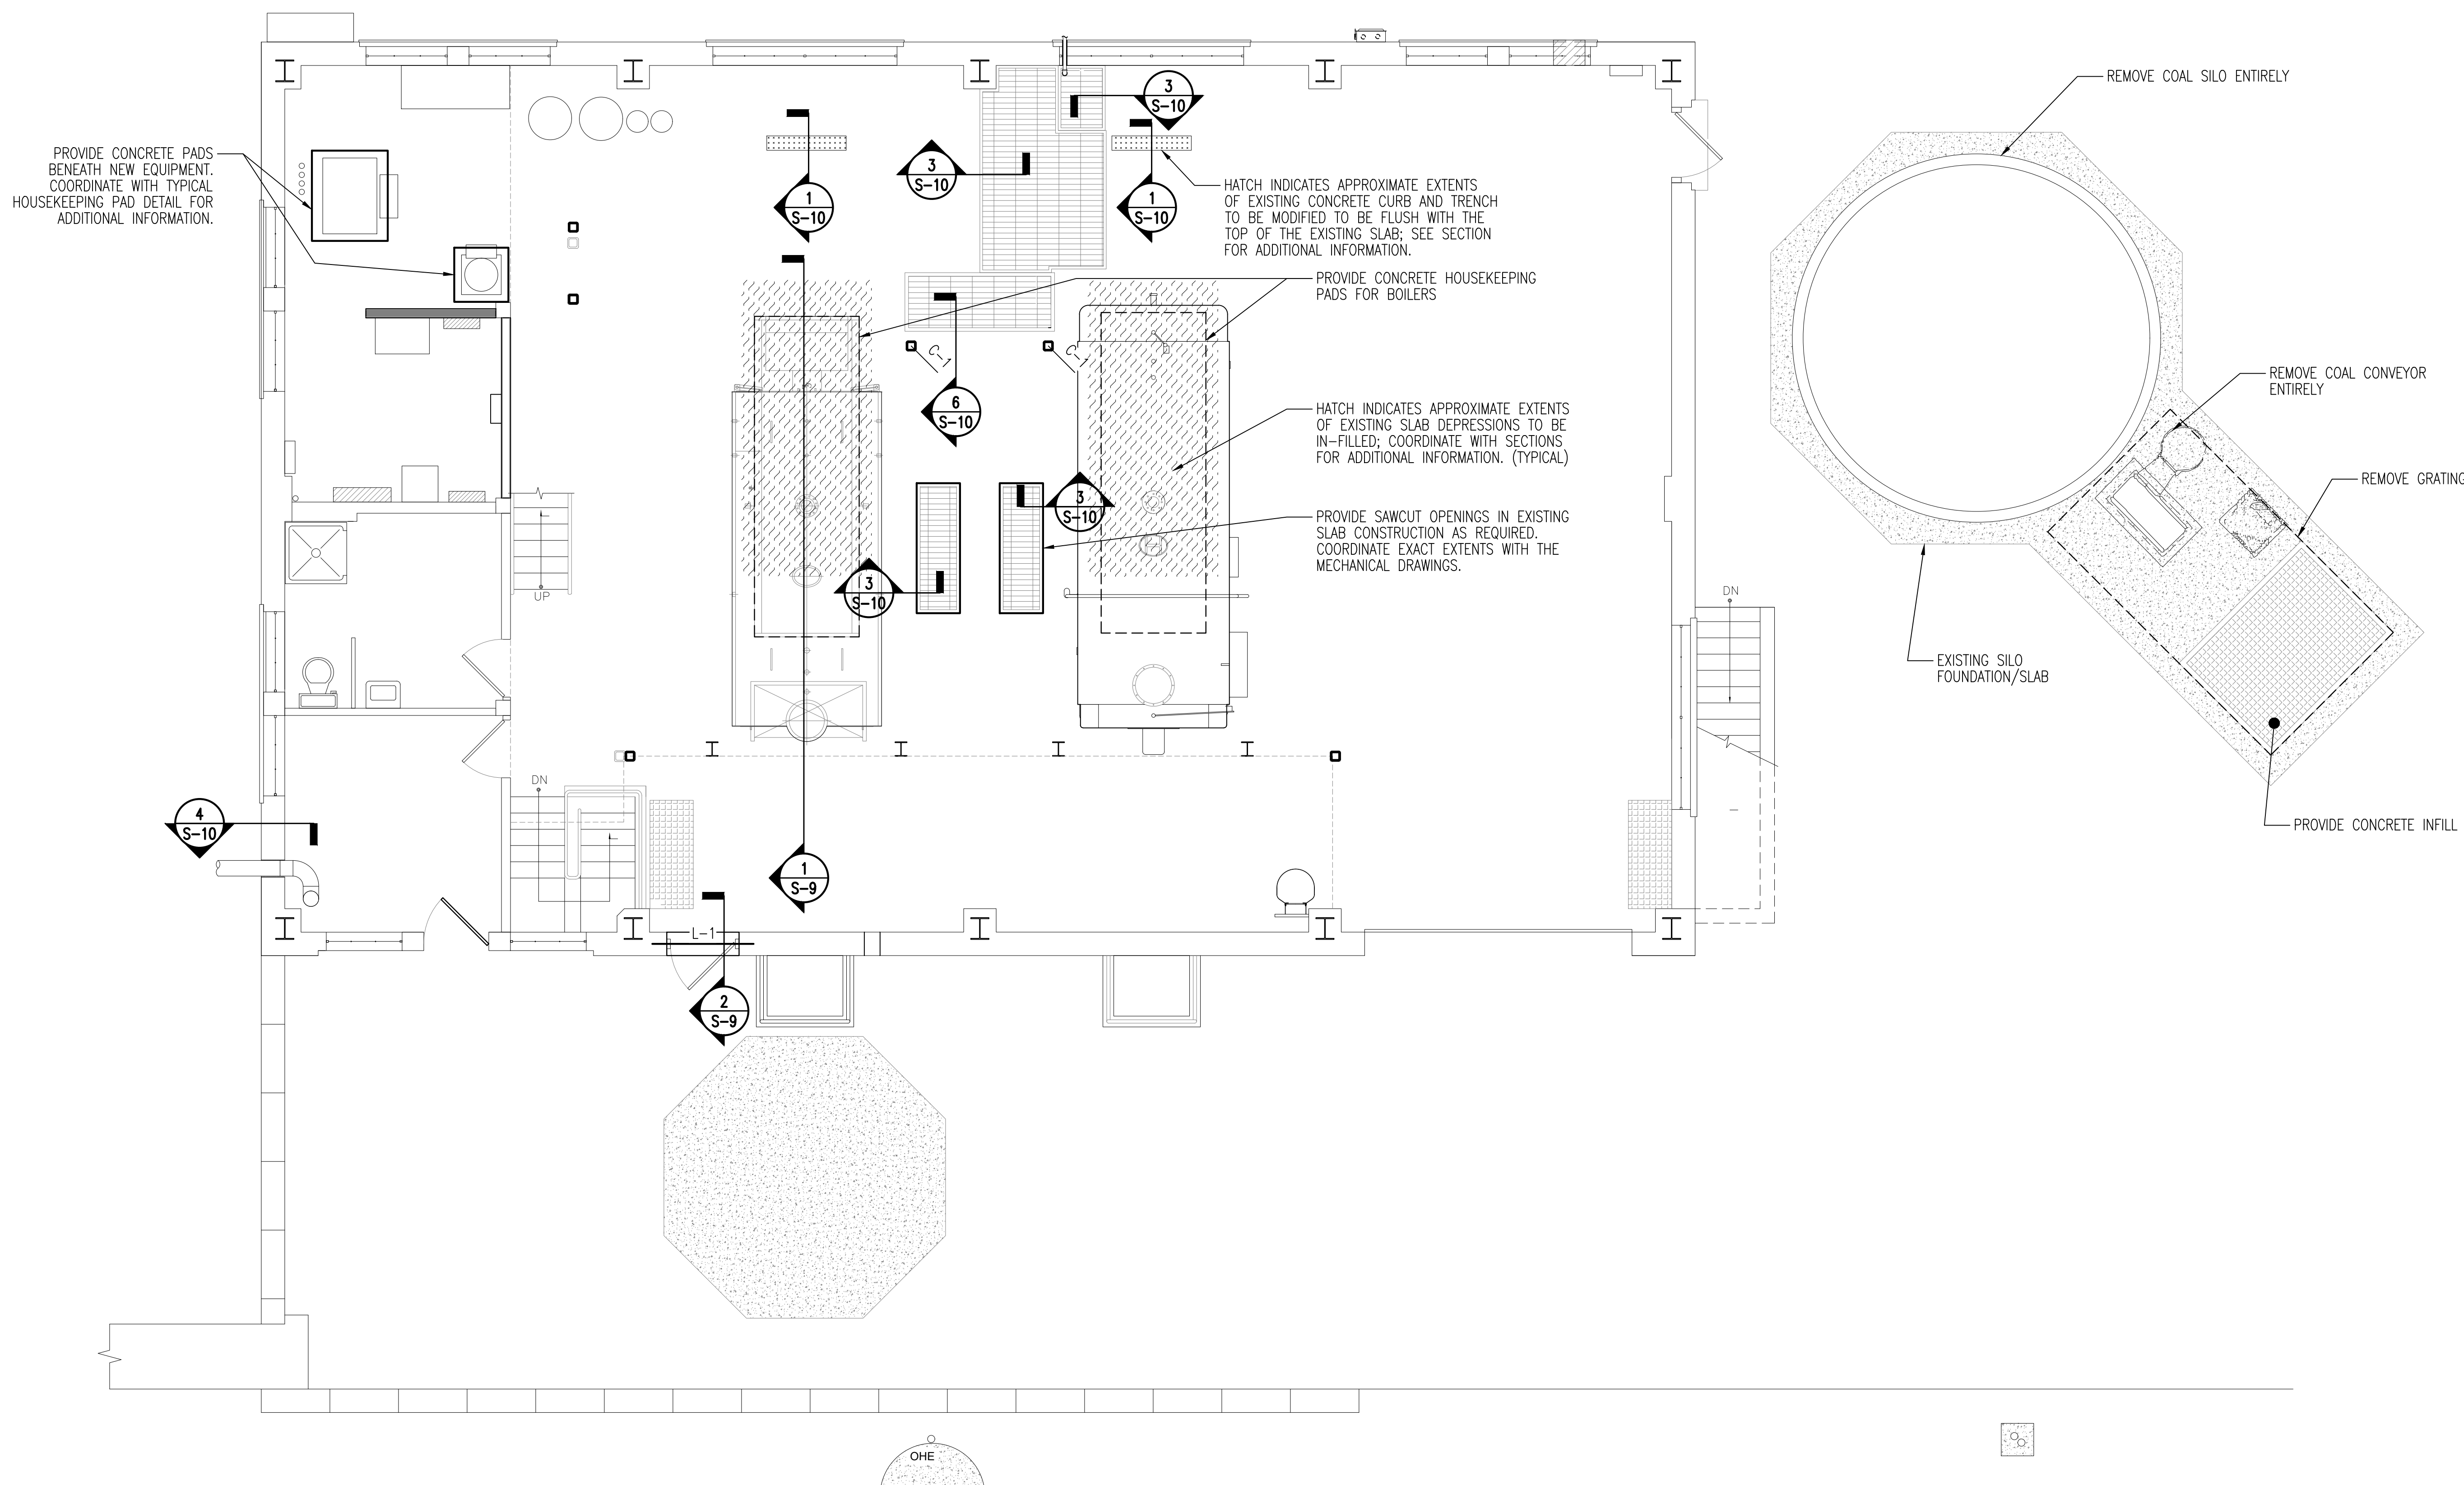 REMOVE COAL SILO ENTIRELY
3
S-10
PROVIDE CONCRETE PADS
BENEATH NEW EQUIPMENT.
COORDINATE WITH TYPICAL
HOUSEKEEPING PAD DETAIL FOR
ADDITIONAL INFORMATION.
3
S-10
1
S-10
1
S-10
HATCH INDICATES APPROXIMATE EXTENTS
OF EXISTING CONCRETE CURB AND TRENCH
TO BE MODIFIED TO BE FLUSH WITH THE
TOP OF THE EXISTING SLAB; SEE SECTION
FOR ADDITIONAL INFORMATION.
PROVIDE CONCRETE HOUSEKEEPING
PADS FOR BOILERS
C-1
C-1
REMOVE COAL CONVEYOR
ENTIRELY
6
S-10
HATCH INDICATES APPROXIMATE EXTENTS
OF EXISTING SLAB DEPRESSIONS TO BE
IN-FILLED; COORDINATE WITH SECTIONS
FOR ADDITIONAL INFORMATION. (TYPICAL)
REMOVE GRATING
3
S-10
PROVIDE SAWCUT OPENINGS IN EXISTING
SLAB CONSTRUCTION AS REQUIRED.
COORDINATE EXACT EXTENTS WITH THE
MECHANICAL DRAWINGS.
3
S-10
UP
DN
EXISTING SILO
FOUNDATION/SLAB
DN
4
S-10
PROVIDE CONCRETE INFILL
1
S-9
L-1
2
S-9
OHE